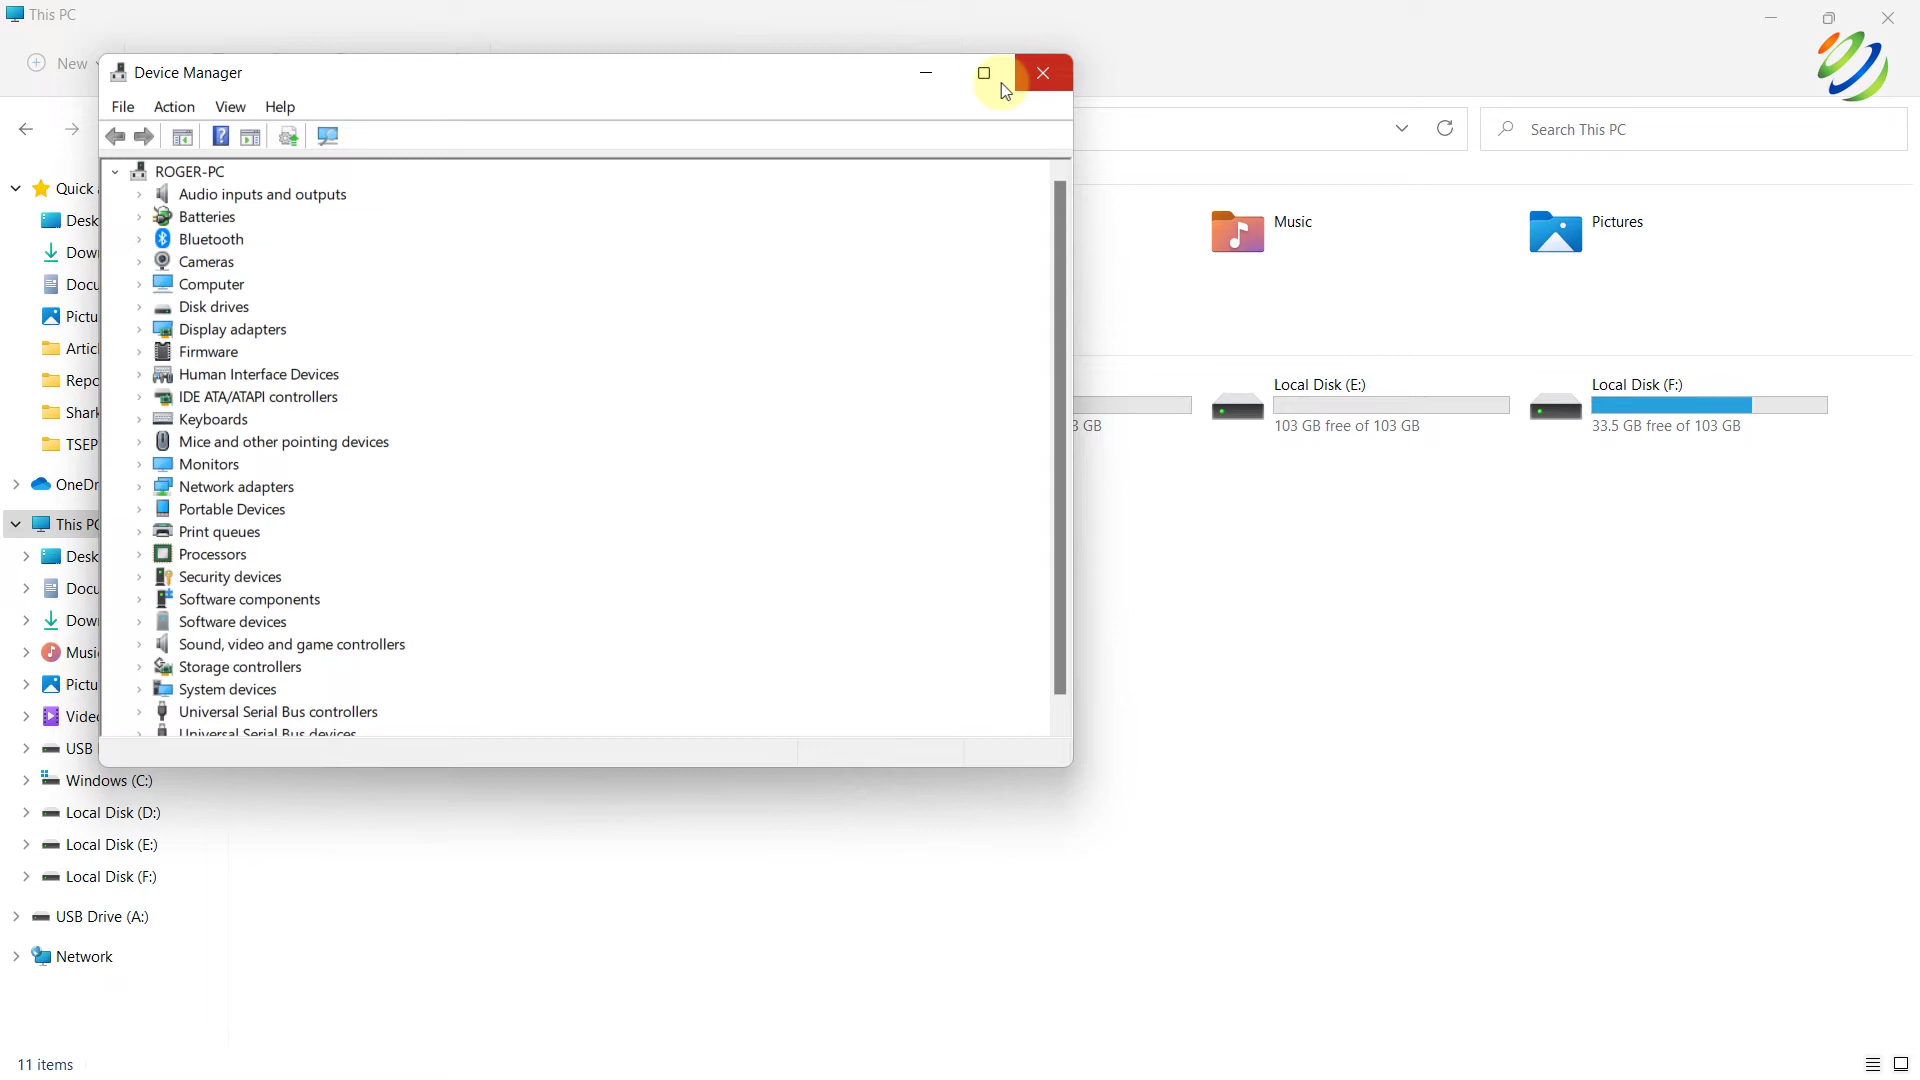 This PC
New
Device Manager
File Action View Help
Search This PC
ROGER-PC
Audio inputs and outputs
Batteries
Bluetooth
Cameras
Computer
Disk drives
Display adapters
Firmware
Human Interface Devices
IDE ATA/ATAPI controllers
Keyboards
Mice and other pointing devices
Monitors
Network adapters
Portable Devices
Print queues
Processors
Security devices
Software components
Software devices
Sound, video and game controllers
Storage controllers
System devices
Universal Serial Bus controllers
Universal Serial Bus devices
Quick
Desk
Down
Docu
Pictu
Artic
Repo
Shark
TSEP
OneDr
This PC
Desk
Docu
Down
Music
Pictu
Video
USB
Windows (C:)
Local Disk (D:)
Local Disk (E:)
Local Disk (F:)
USB Drive (A:)
Network
Music
Pictures
3 GB
Local Disk (E:)
103 GB free of 103 GB
Local Disk (F:)
33.5 GB free of 103 GB
11 items